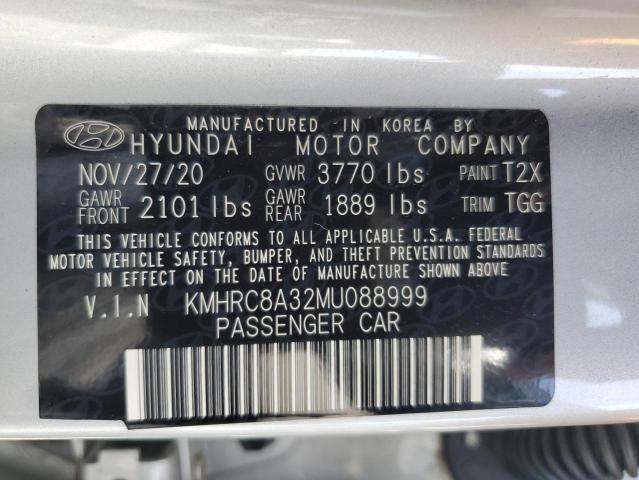 MANUFACTURED IN KOREA BY
HYUNDAI MOTOR COMPANY
NOV/27/20 GVWR 3770 lbs PAINT T2X
GAWR FRONT 2101 lbs GAWR REAR 1889 lbs TRIM TGG
THIS VEHICLE CONFORMS TO ALL APPLICABLE U.S.A. FEDERAL
MOTOR VEHICLE SAFETY, BUMPER, AND THEFT PREVENTION STANDARDS
IN EFFECT ON THE DATE OF MANUFACTURE SHOWN ABOVE
V.I.N KMHRC8A32MU088999
PASSENGER CAR